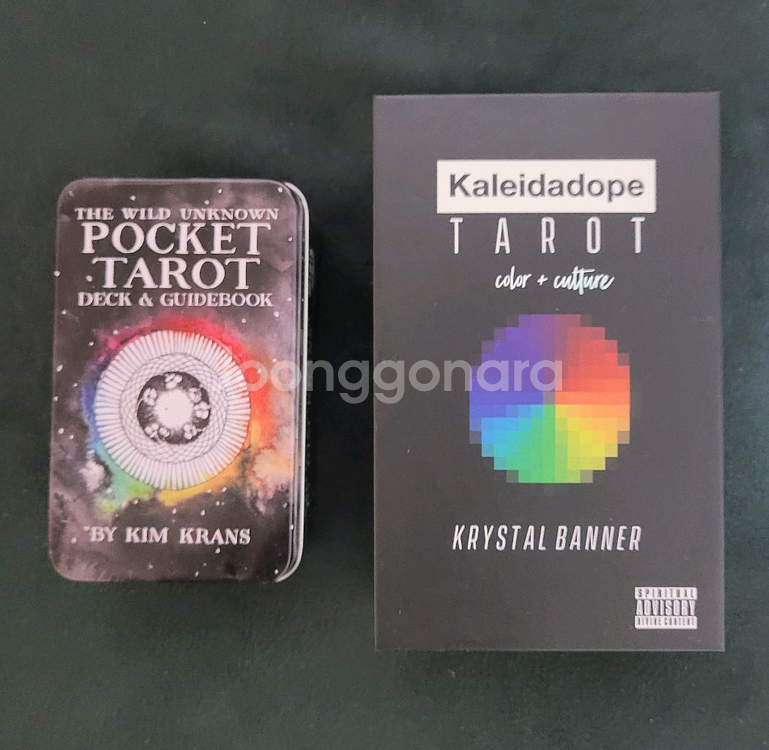 THE WILD UNKNOWN
POCKET
TAROT
DECK & GUIDEBOOK
BY KIM KRANS
Kaleidadope
TAROT
color + culture
KRYSTAL BANNER
SPIRITUAL
ADVISORY
DIVINE CONTENT
joonggonara